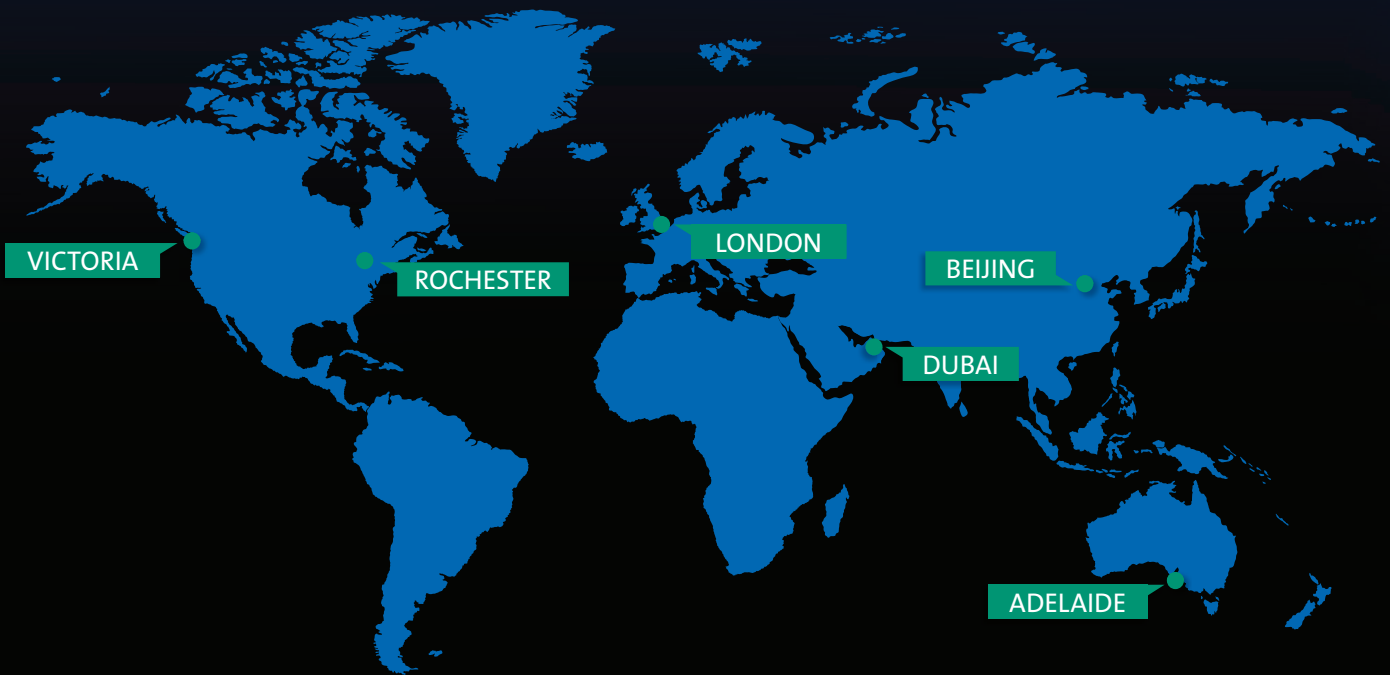 VICTORIA
ROCHESTER
LONDON
BEIJING
DUBAI
ADELAIDE